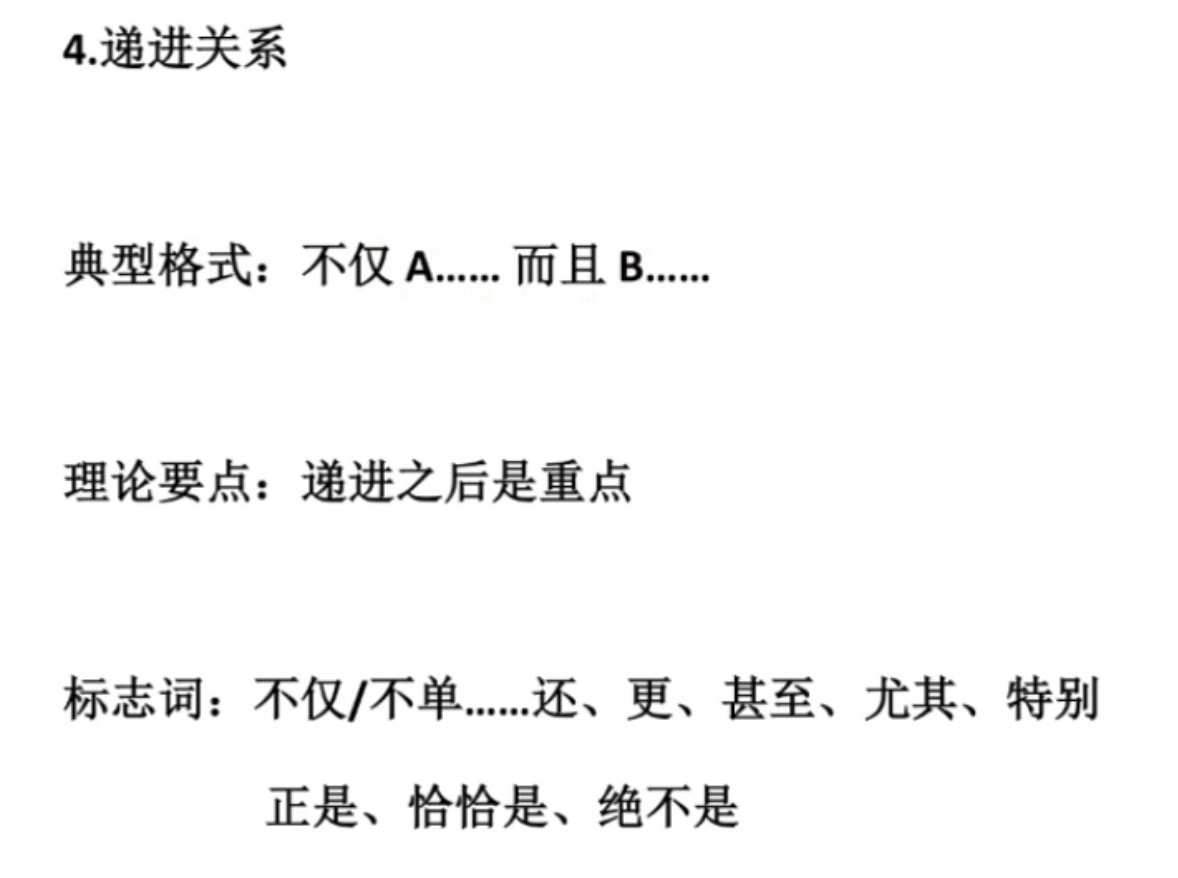 4.递进关系
典型格式：不仅 A…… 而且 B……
理论要点：递进之后是重点
标志词：不仅/不单……还、更、甚至、尤其、特别
正是、恰恰是、绝不是